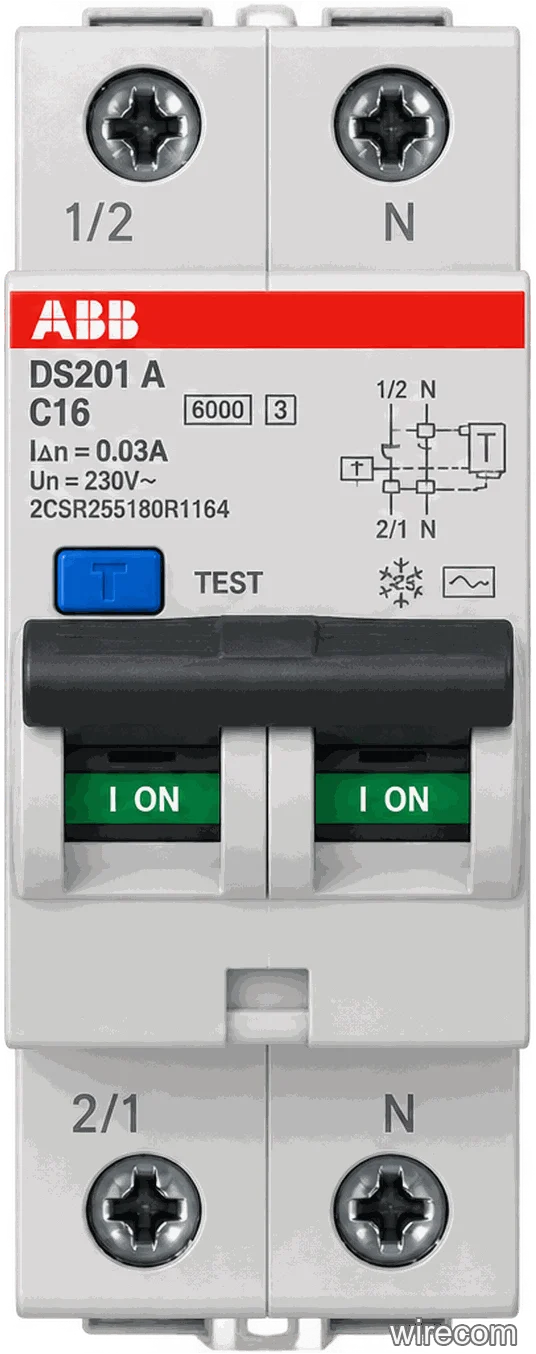 1/2 N
ABB
DS201 A
C16 6000 3
I∆n = 0.03A
Un = 230V~
2CSR255180R1164
1/2 N
T
2/1 N
T TEST
-25
I ON I ON
2/1 N
wirecom